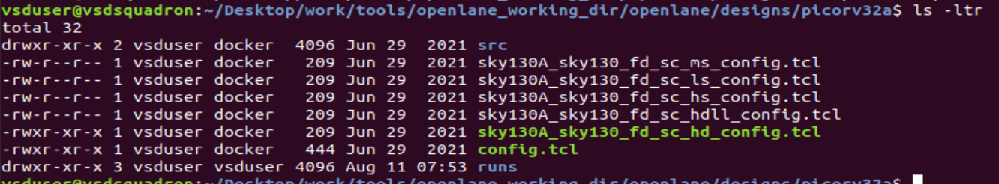 vsduser@vsdsquadron:~/Desktop/work/tools/openlane_working_dir/openlane/designs/picorv32a$ ls -ltr
total 32
drwxr-xr-x 2 vsduser docker  4096 Jun 29  2021 src
-rw-r--r-- 1 vsduser docker   209 Jun 29  2021 sky130A_sky130_fd_sc_ms_config.tcl
-rw-r--r-- 1 vsduser docker   209 Jun 29  2021 sky130A_sky130_fd_sc_ls_config.tcl
-rw-r--r-- 1 vsduser docker   209 Jun 29  2021 sky130A_sky130_fd_sc_hs_config.tcl
-rw-r--r-- 1 vsduser docker   209 Jun 29  2021 sky130A_sky130_fd_sc_hdll_config.tcl
-rwxr-xr-x 1 vsduser docker   209 Jun 29  2021 sky130A_sky130_fd_sc_hd_config.tcl
-rwxr-xr-x 1 vsduser docker   444 Jun 29  2021 config.tcl
drwxr-xr-x 3 vsduser vsduser 4096 Aug 11 07:53 runs
vsduser@vsdsquadron:~/Desktop/work/tools/openlane_working_dir/openlane/designs/picorv32a$